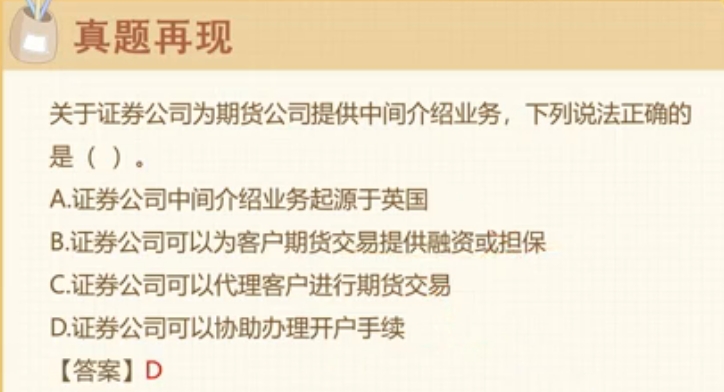 真题再现
关于证券公司为期货公司提供中间介绍业务，下列说法正确的
是（ ）。
A.证券公司中间介绍业务起源于英国
B.证券公司可以为客户期货交易提供融资或担保
C.证券公司可以代理客户进行期货交易
D.证券公司可以协助办理开户手续
【答案】D